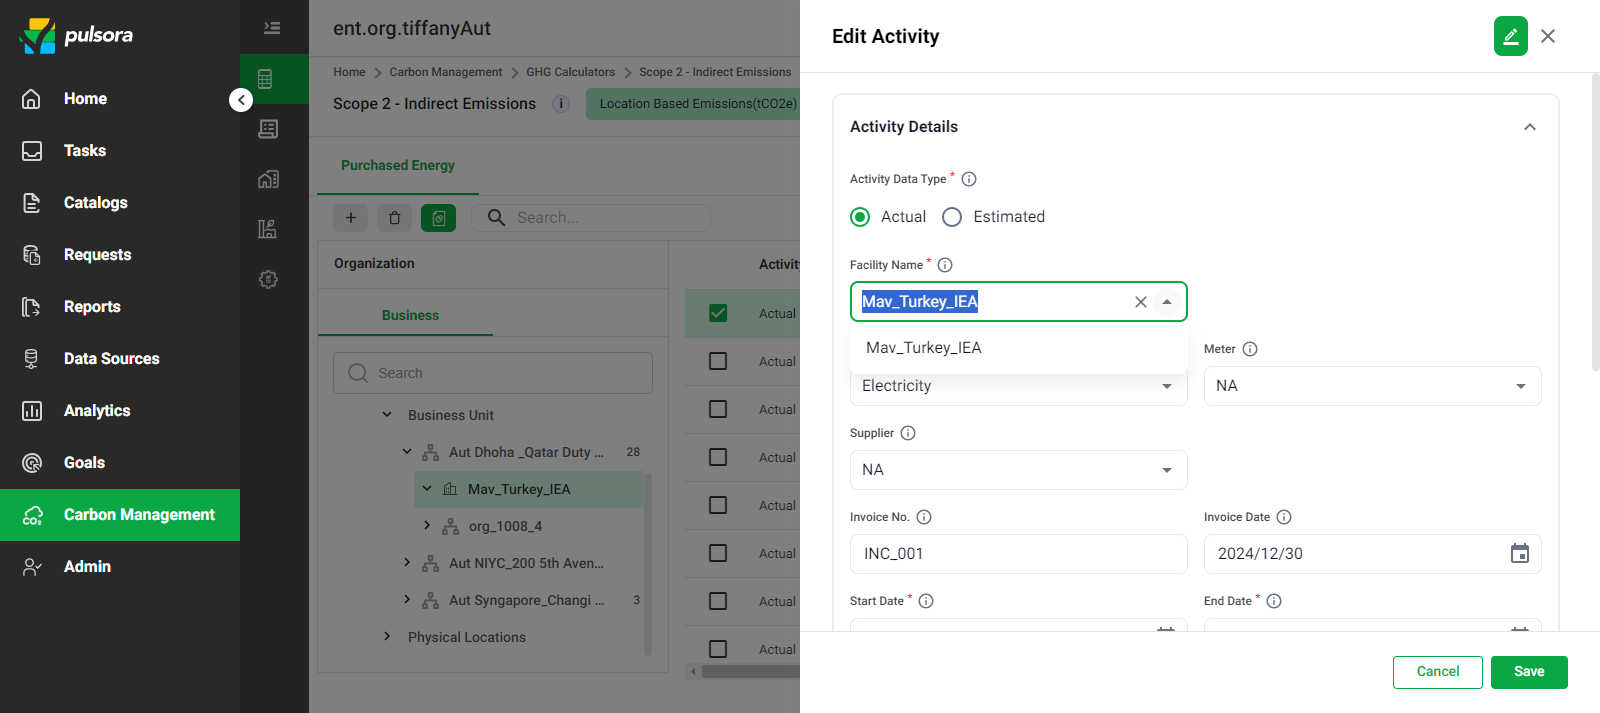 pulsora
Home
Tasks
Catalogs
Requests
Reports
Data Sources
Analytics
Goals
Carbon Management
Admin
ent.org.tiffanyAut
Home > Carbon Management > GHG Calculators > Scope 2 - Indirect Emissions
Scope 2 - Indirect Emissions
Location Based Emissions(tCO2e)
Purchased Energy
Search...
Organization
Business
Search
Business Unit
Aut Dhoha _Qatar Duty ... 28
Mav_Turkey_IEA
org_1008_4
Aut NIYC_200 5th Aven...
Aut Syngapore_Changi ... 3
Physical Locations
Activity
Actual
Actual
Actual
Actual
Actual
Actual
Actual
Actual
Edit Activity
Activity Details
Activity Data Type *
Actual Estimated
Facility Name *
Mav_Turkey_IEA
Mav_Turkey_IEA
Meter
Electricity
NA
Supplier
NA
Invoice No. Invoice Date
INC_001 2024/12/30
Start Date * End Date *
Cancel Save